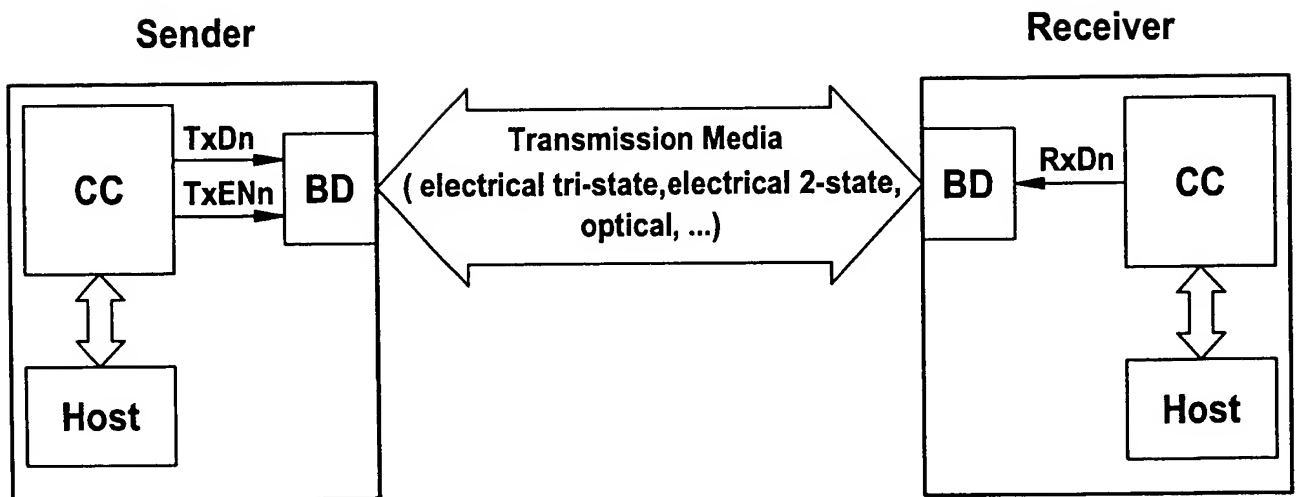 Sender
Receiver
TxDn
TxENn
CC
BD
Host
Transmission Media
( electrical tri-state,electrical 2-state,
optical, ...)
BD
RxDn
CC
Host